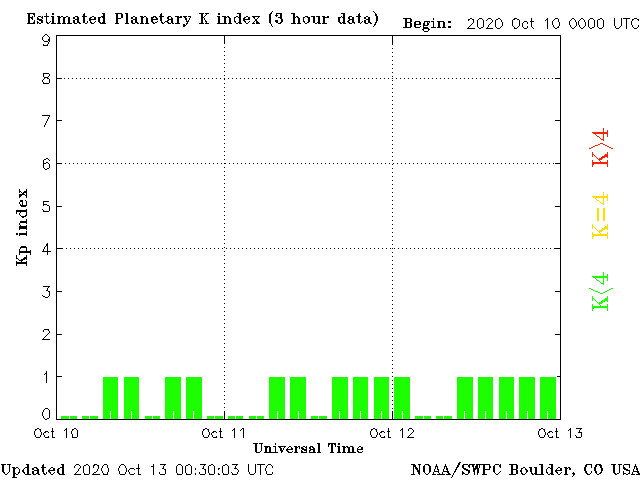 Estimated Planetary K index (3 hour data) Begin: 2020 Oct 10 0000 UTC
9
8
7
6
5
4
3
2
1
0
Kp index
K>4
K=4
K<4
Oct 10 Oct 11 Oct 12 Oct 13
Universal Time
Updated 2020 Oct 13 00:30:03 UTC NOAA/SWPC Boulder, CO USA